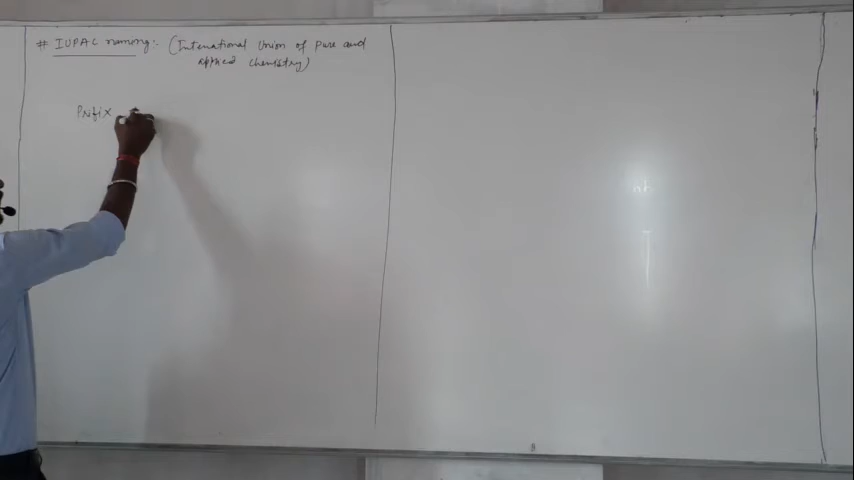 # IUPAC naming:- (International Union of Pure and
Applied Chemistry)
Prefix